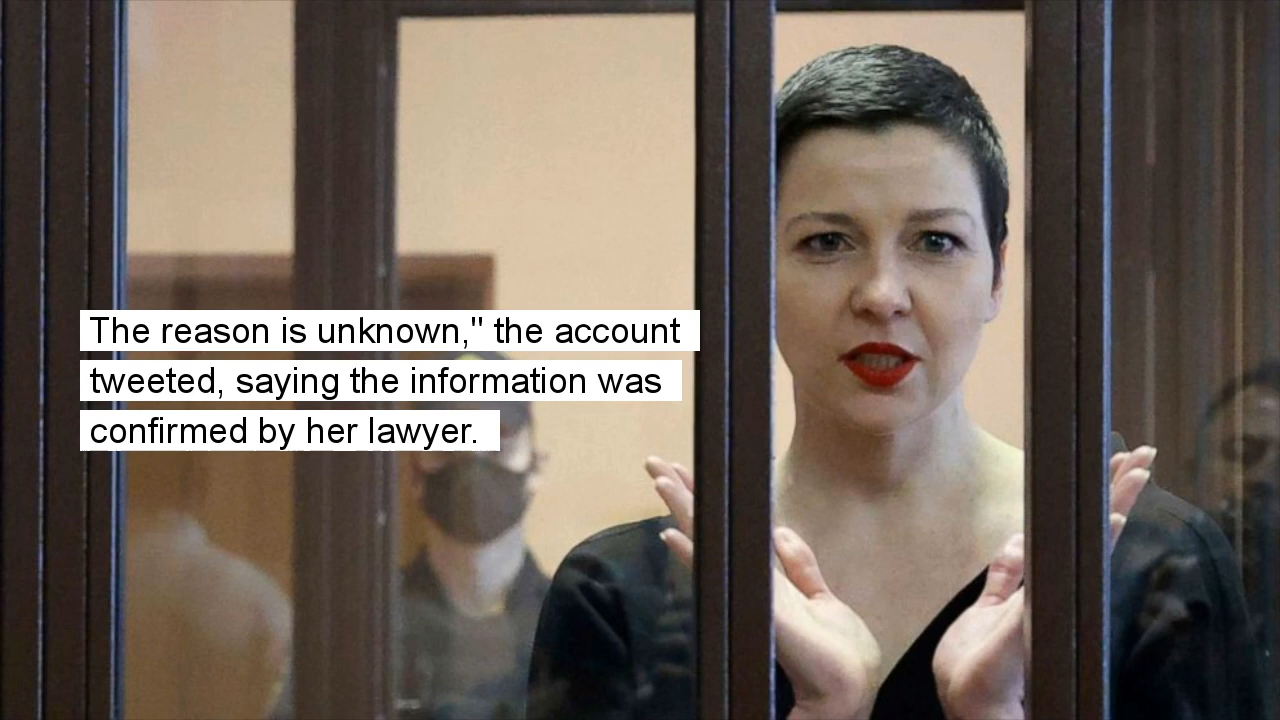 The reason is unknown," the account
tweeted, saying the information was
confirmed by her lawyer.